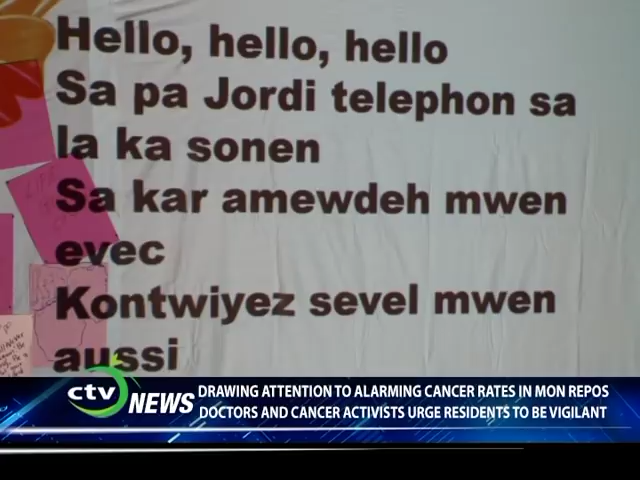 Hello, hello, hello
Sa pa Jordi telephon sa
la ka sonen
Sa kar amewdeh mwen
evec
Kontwiyez sevel mwen
aussi
ctv NEWS
DRAWING ATTENTION TO ALARMING CANCER RATES IN MON REPOS
DOCTORS AND CANCER ACTIVISTS URGE RESIDENTS TO BE VIGILANT